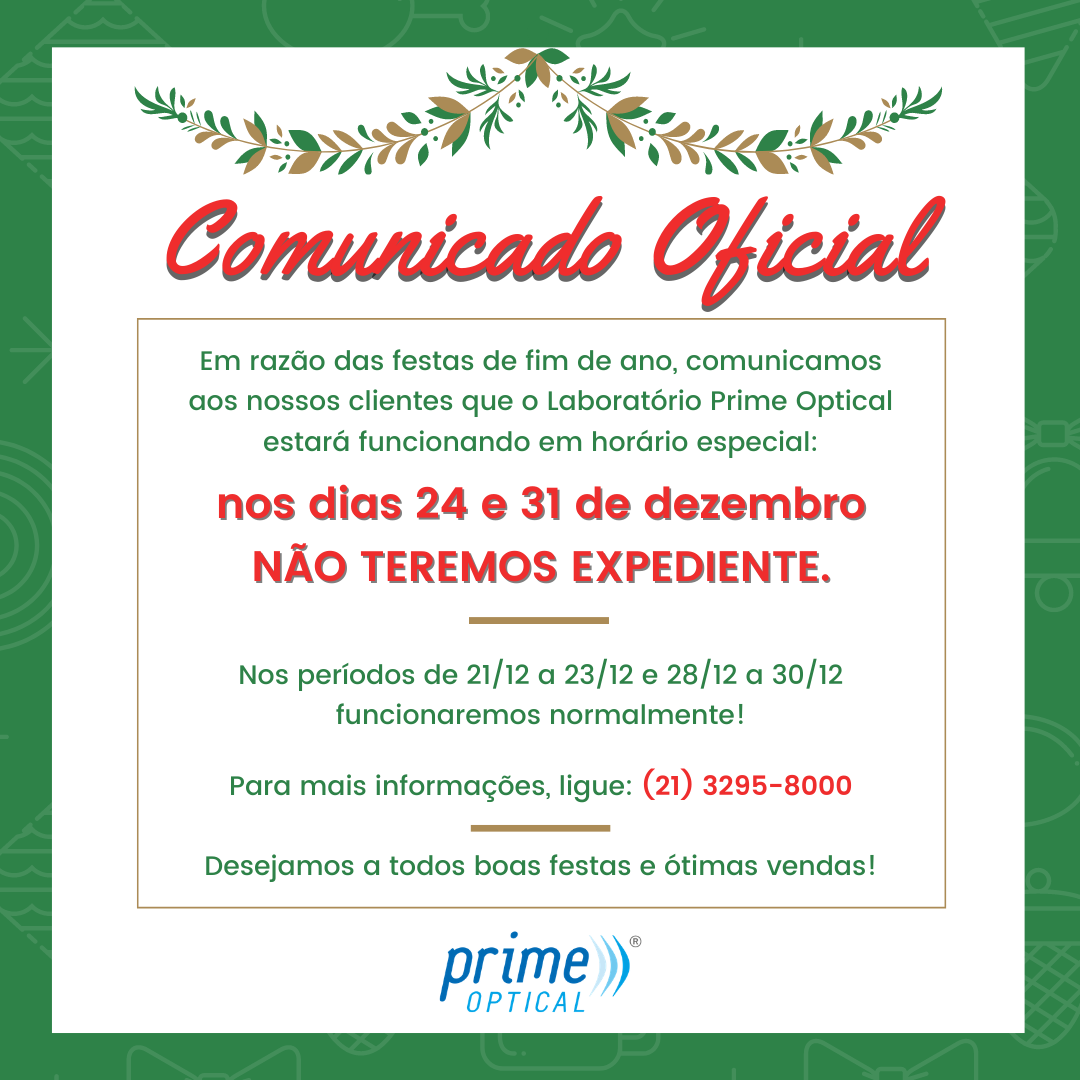 Comunicado Oficial
Em razão das festas de fim de ano, comunicamos
aos nossos clientes que o Laboratório Prime Optical
estará funcionando em horário especial:
nos dias 24 e 31 de dezembro
NÃO TEREMOS EXPEDIENTE.
Nos períodos de 21/12 a 23/12 e 28/12 a 30/12
funcionaremos normalmente!
Para mais informações, ligue: (21) 3295-8000
Desejamos a todos boas festas e ótimas vendas!
prime ®
OPTICAL